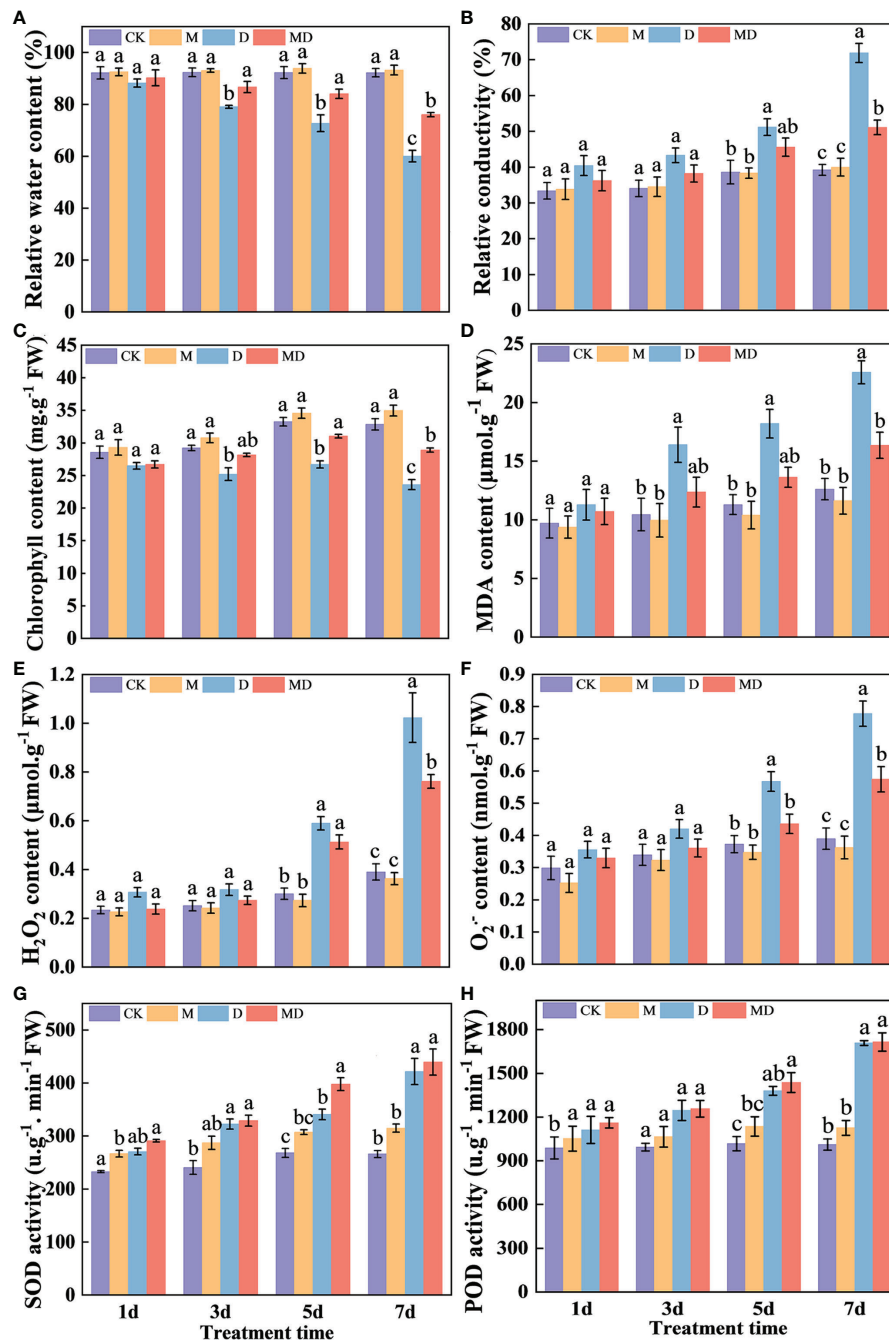 A
CK M D MD
Relative water content (%)
100
80
60
40
20
0
a a a a a a b a a a b a a a c b
B
CK M D MD
Relative conductivity (%)
80
70
60
50
40
30
20
10
0
a a a a a a a a b b a ab c c a b
C
CK M D MD
Chlorophyll content (mg.g⁻¹ FW)
45
40
35
30
25
20
15
10
5
0
a a a a a a b ab a a b a a a c b
D
CK M D MD
MDA content (μmol.g⁻¹ FW)
25
20
15
10
5
0
a a a a b b a ab b b a b b b a b
E
CK M D MD
H₂O₂ content (μmol.g⁻¹ FW)
1.2
1.0
0.8
0.6
0.4
0.2
0.0
a a a a a a a a b b a a c c a b
F
CK M D MD
O₂·⁻ content (nmol.g⁻¹ FW)
0.9
0.8
0.7
0.6
0.5
0.4
0.3
0.2
0.1
0.0
a a a a a a a a b b a b c c a b
G
CK M D MD
SOD activity (u.g⁻¹. min⁻¹ FW)
500
400
300
200
100
0
a b ab a b ab a a c bc b a b b a a
1d 3d 5d 7d
Treatment time
H
CK M D MD
POD activity (u.g⁻¹. min⁻¹ FW)
1800
1500
1200
900
600
300
0
b a a a a a a a c bc ab a b b a a
1d 3d 5d 7d
Treatment time